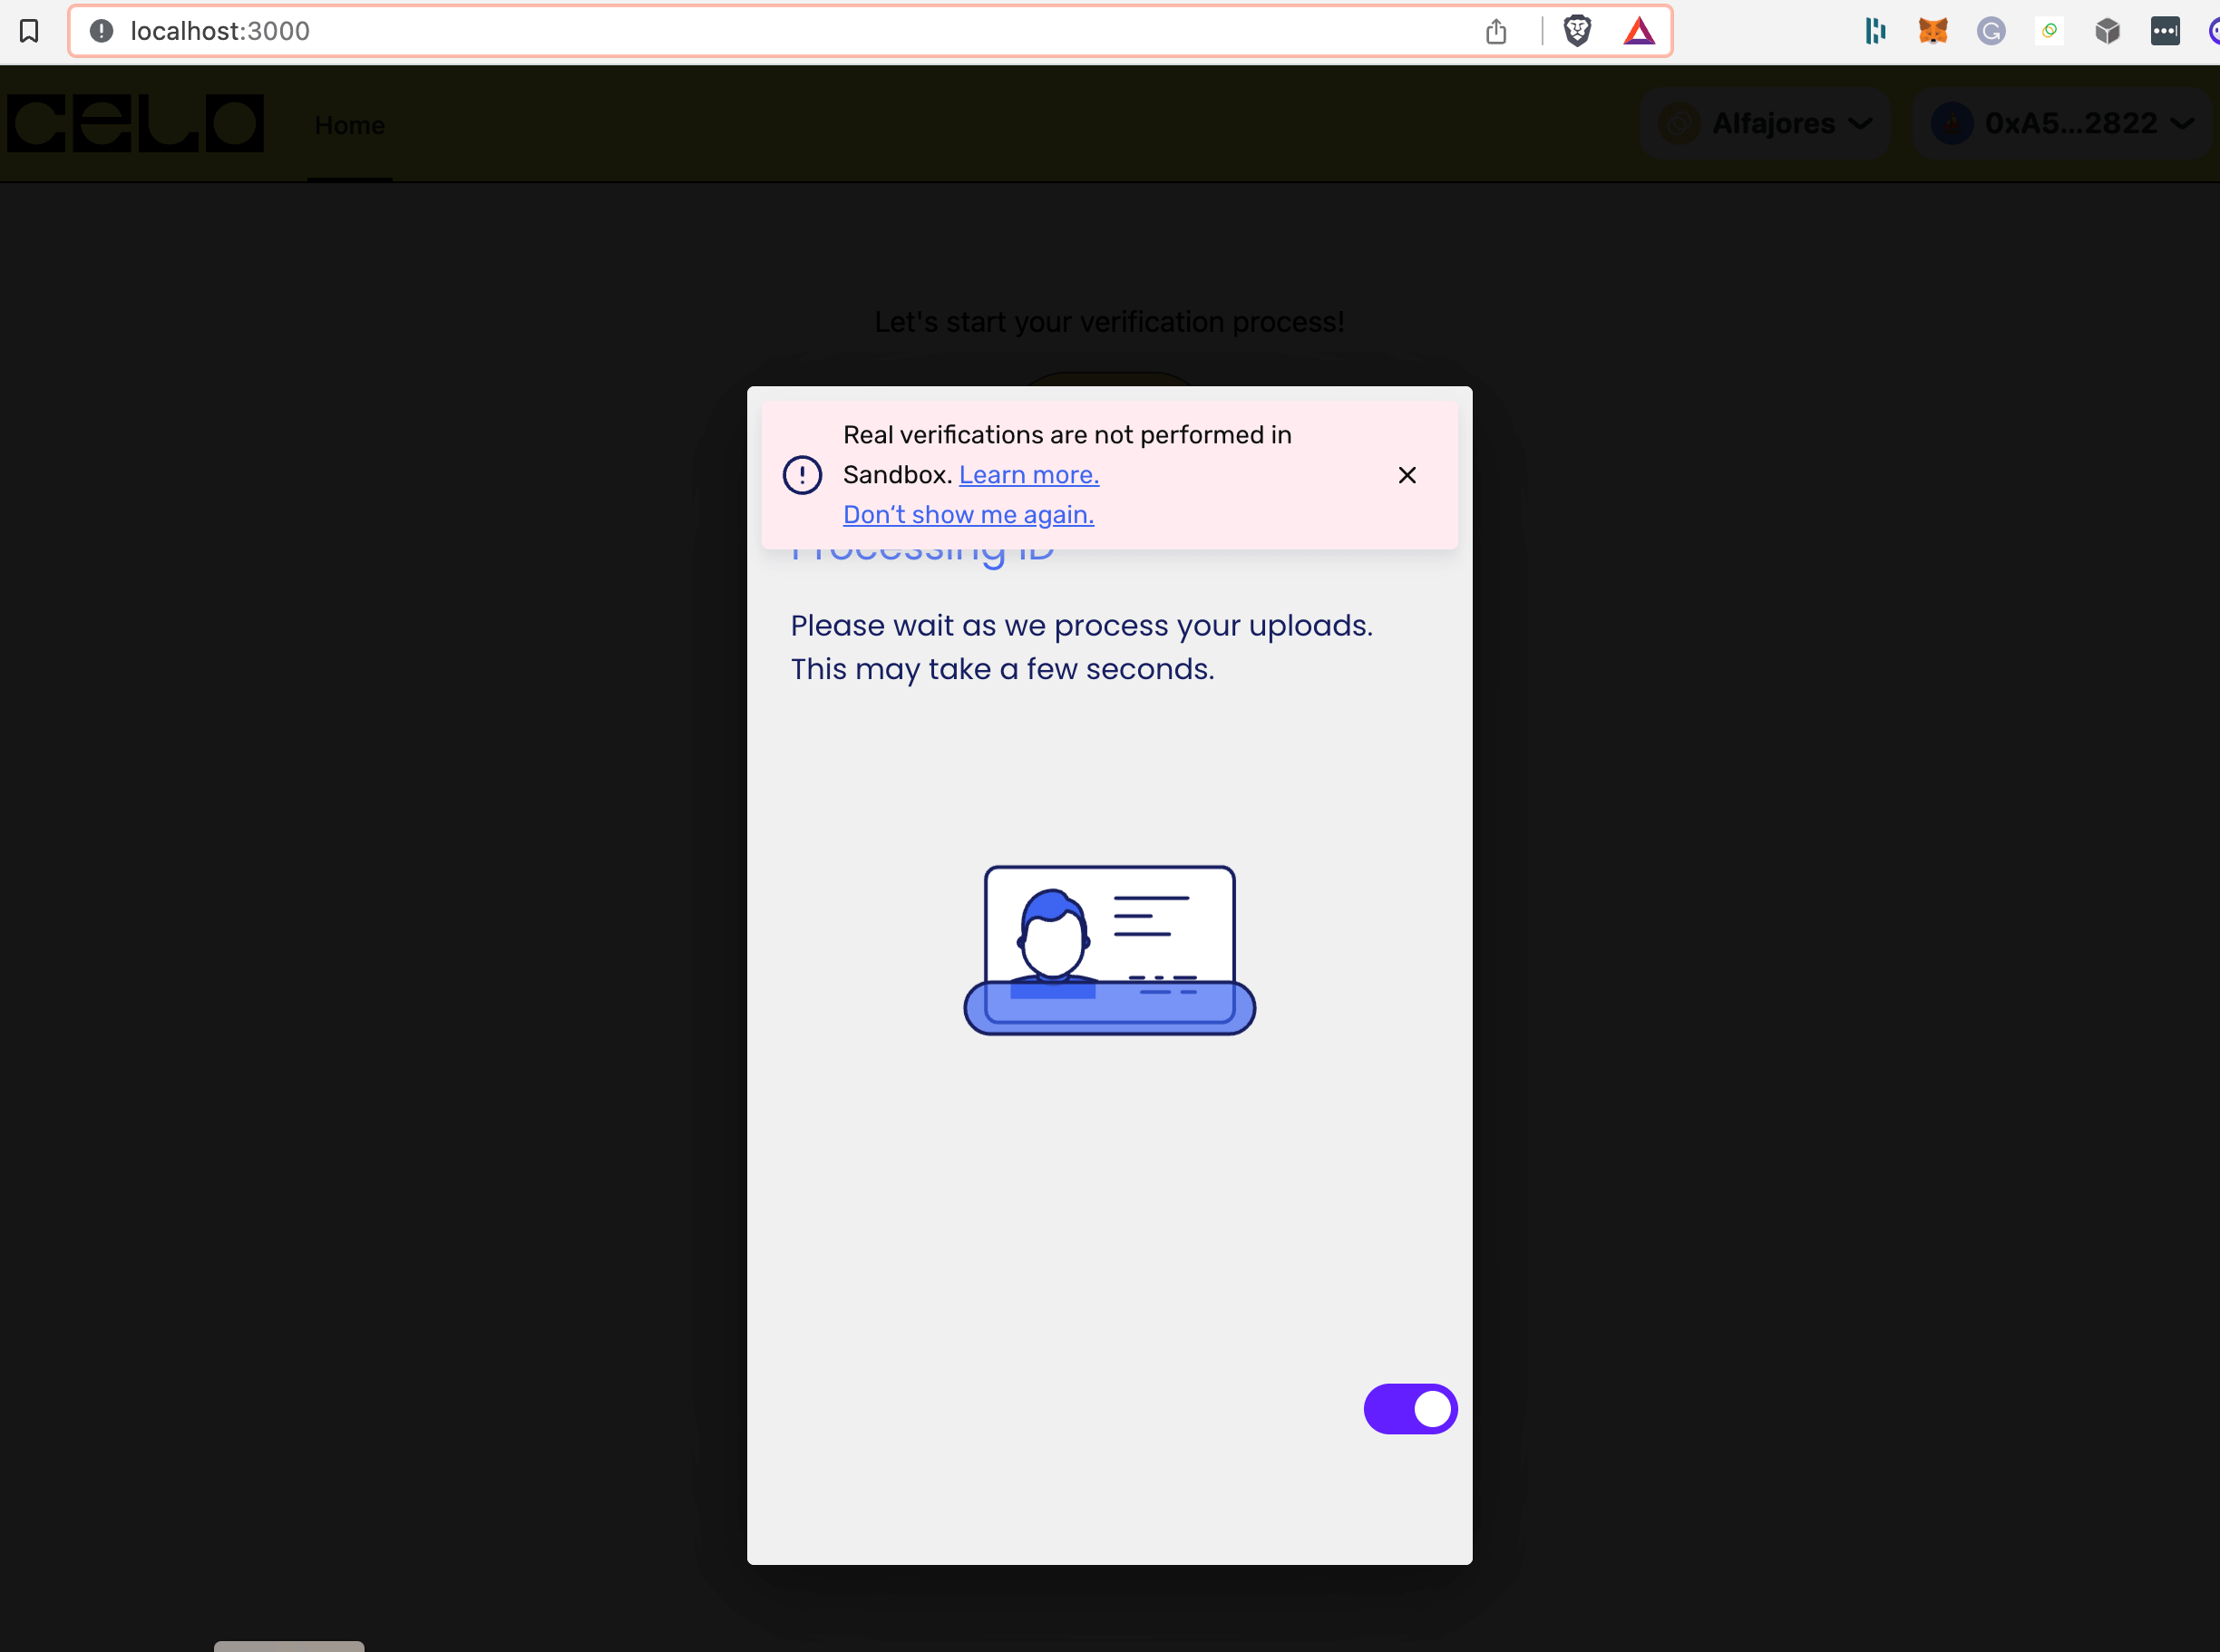 localhost:3000
CELO
Home
Alfajores
0xA5...2822
Let's start your verification process!
Real verifications are not performed in
Sandbox. Learn more.
Don‘t show me again.
Processing ID
Please wait as we process your uploads.
This may take a few seconds.